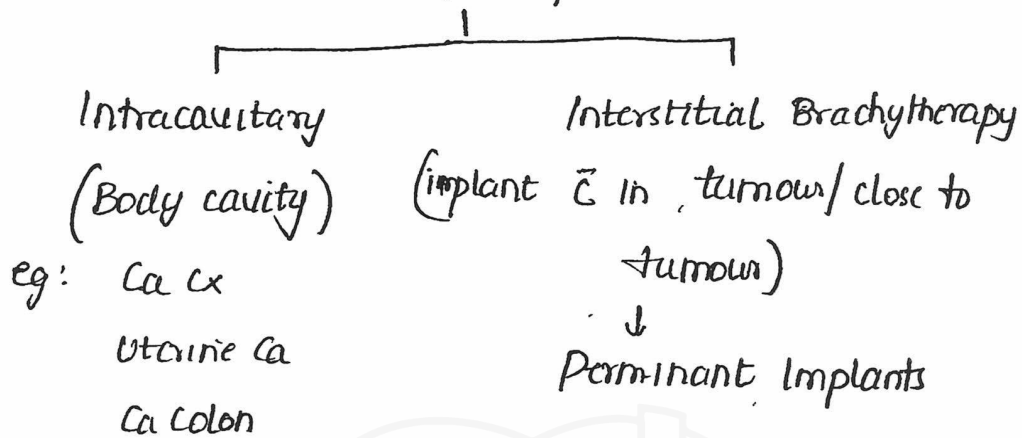 Intracavitary
(Body cavity)
eg: Ca Cx
Uterine Ca
Ca Colon
Interstitial Brachytherapy
(implant c̄ in tumour/close to
tumour)
↓
Perminant Implants